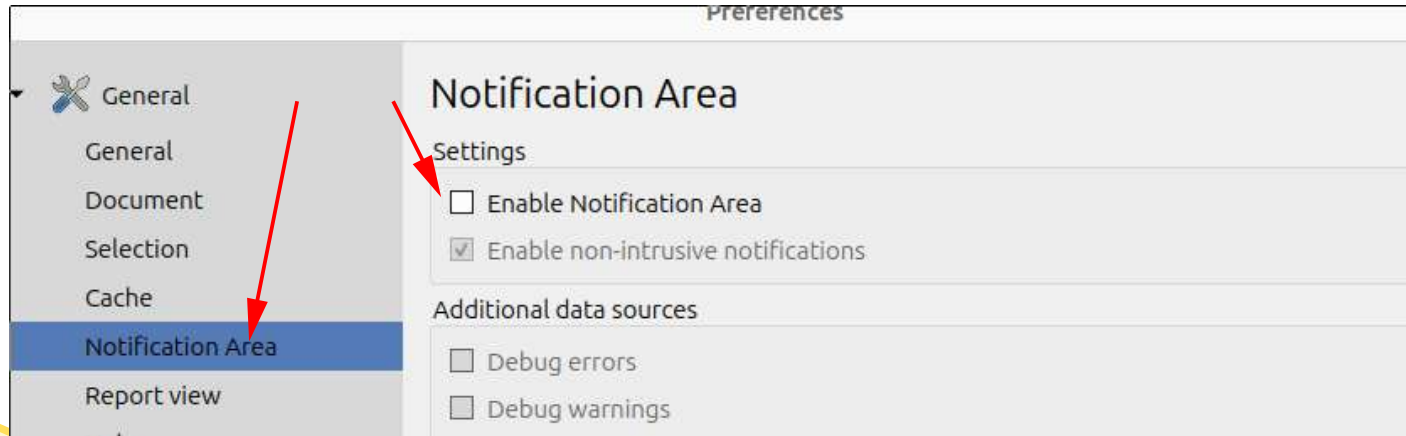 Preferences
General
General
Document
Selection
Cache
Notification Area
Report view
Notification Area
Settings
Enable Notification Area
Enable non-intrusive notifications
Additional data sources
Debug errors
Debug warnings